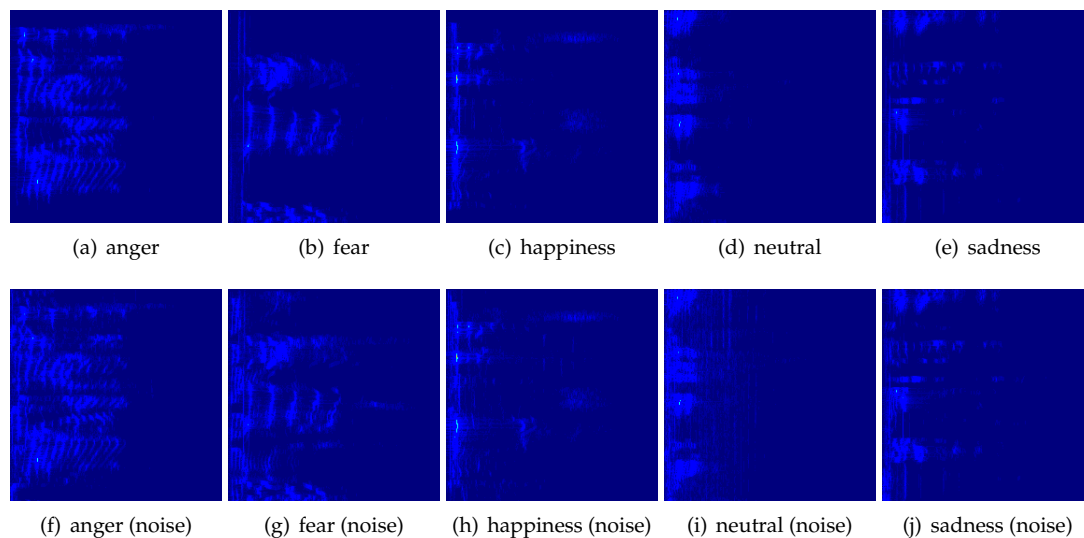 (a) anger
(b) fear
(c) happiness
(d) neutral
(e) sadness
(f) anger (noise)
(g) fear (noise)
(h) happiness (noise)
(i) neutral (noise)
(j) sadness (noise)